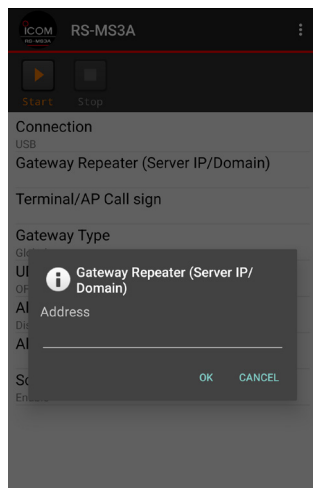 ICOM
RS-MS3A
RS-MS3A
Start
Stop
Connection
USB
Gateway Repeater (Server IP/Domain)
Terminal/AP Call sign
Gateway Type
Gateway Repeater (Server IP/
Domain)
Address
OK
CANCEL